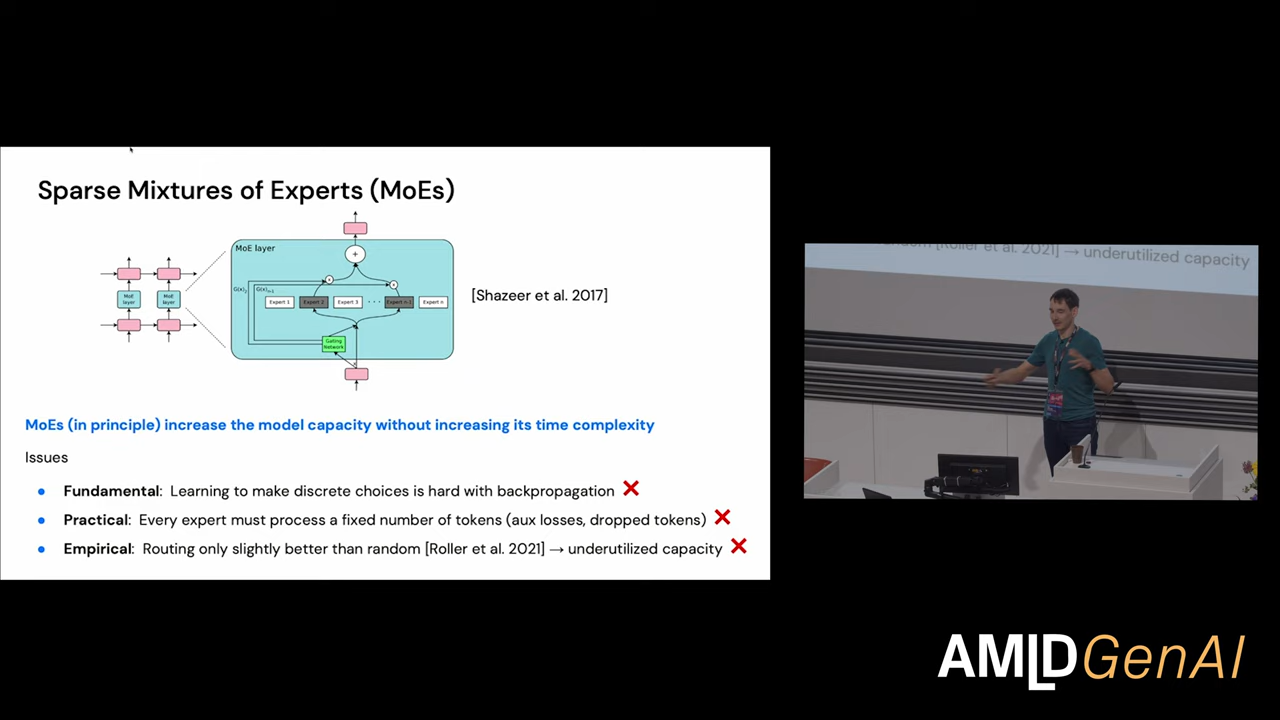 Sparse Mixtures of Experts (MoEs)
MoE layer
MoE layer
MoE layer
G(x)₂ G(x)ₙ₋₁
Expert 1 Expert 2 Expert 3 · · · Expert n-1 Expert n
Gating Network
[Shazeer et al. 2017]
MoEs (in principle) increase the model capacity without increasing its time complexity
Issues
● Fundamental: Learning to make discrete choices is hard with backpropagation ❌
● Practical: Every expert must process a fixed number of tokens (aux losses, dropped tokens) ❌
● Empirical: Routing only slightly better than random [Roller et al. 2021] → underutilized capacity ❌
[Roller et al. 2021] → underutilized capacity
AMLD GenAI